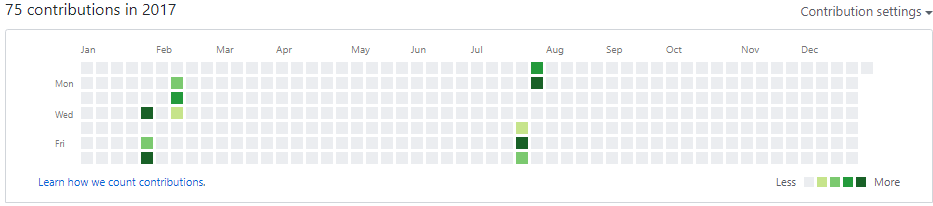 75 contributions in 2017
Contribution settings
Jan Feb Mar Apr May Jun Jul Aug Sep Oct Nov Dec
Mon
Wed
Fri
Learn how we count contributions.
Less More